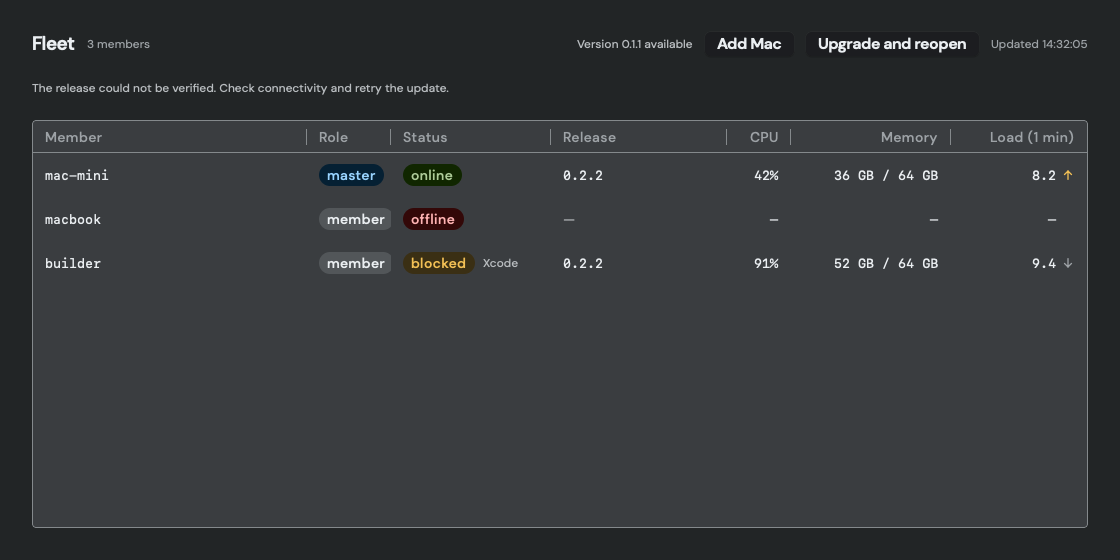 Fleet 3 members Version 0.1.1 available Add Mac Upgrade and reopen Updated 14:32:05
The release could not be verified. Check connectivity and retry the update.
Member Role Status Release CPU Memory Load (1 min)
mac-mini master online 0.2.2 42% 36 GB / 64 GB 8.2 ↑
macbook member offline — — — —
builder member blocked Xcode 0.2.2 91% 52 GB / 64 GB 9.4 ↓